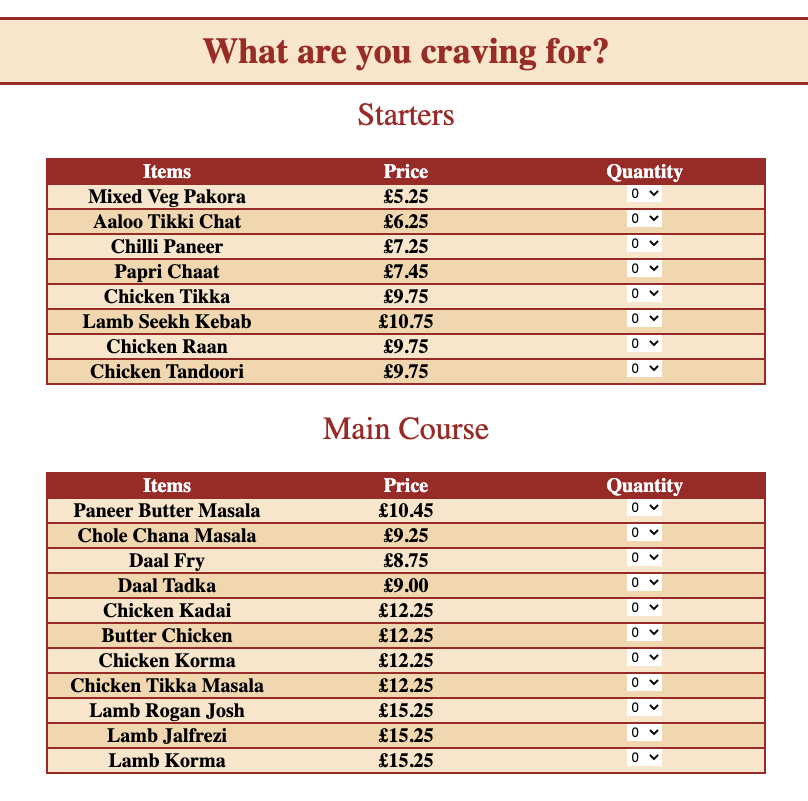 What are you craving for?
Starters
Items Price Quantity
Mixed Veg Pakora £5.25 0
Aaloo Tikki Chat £6.25 0
Chilli Paneer £7.25 0
Papri Chaat £7.45 0
Chicken Tikka £9.75 0
Lamb Seekh Kebab £10.75 0
Chicken Raan £9.75 0
Chicken Tandoori £9.75 0
Main Course
Items Price Quantity
Paneer Butter Masala £10.45 0
Chole Chana Masala £9.25 0
Daal Fry £8.75 0
Daal Tadka £9.00 0
Chicken Kadai £12.25 0
Butter Chicken £12.25 0
Chicken Korma £12.25 0
Chicken Tikka Masala £12.25 0
Lamb Rogan Josh £15.25 0
Lamb Jalfrezi £15.25 0
Lamb Korma £15.25 0